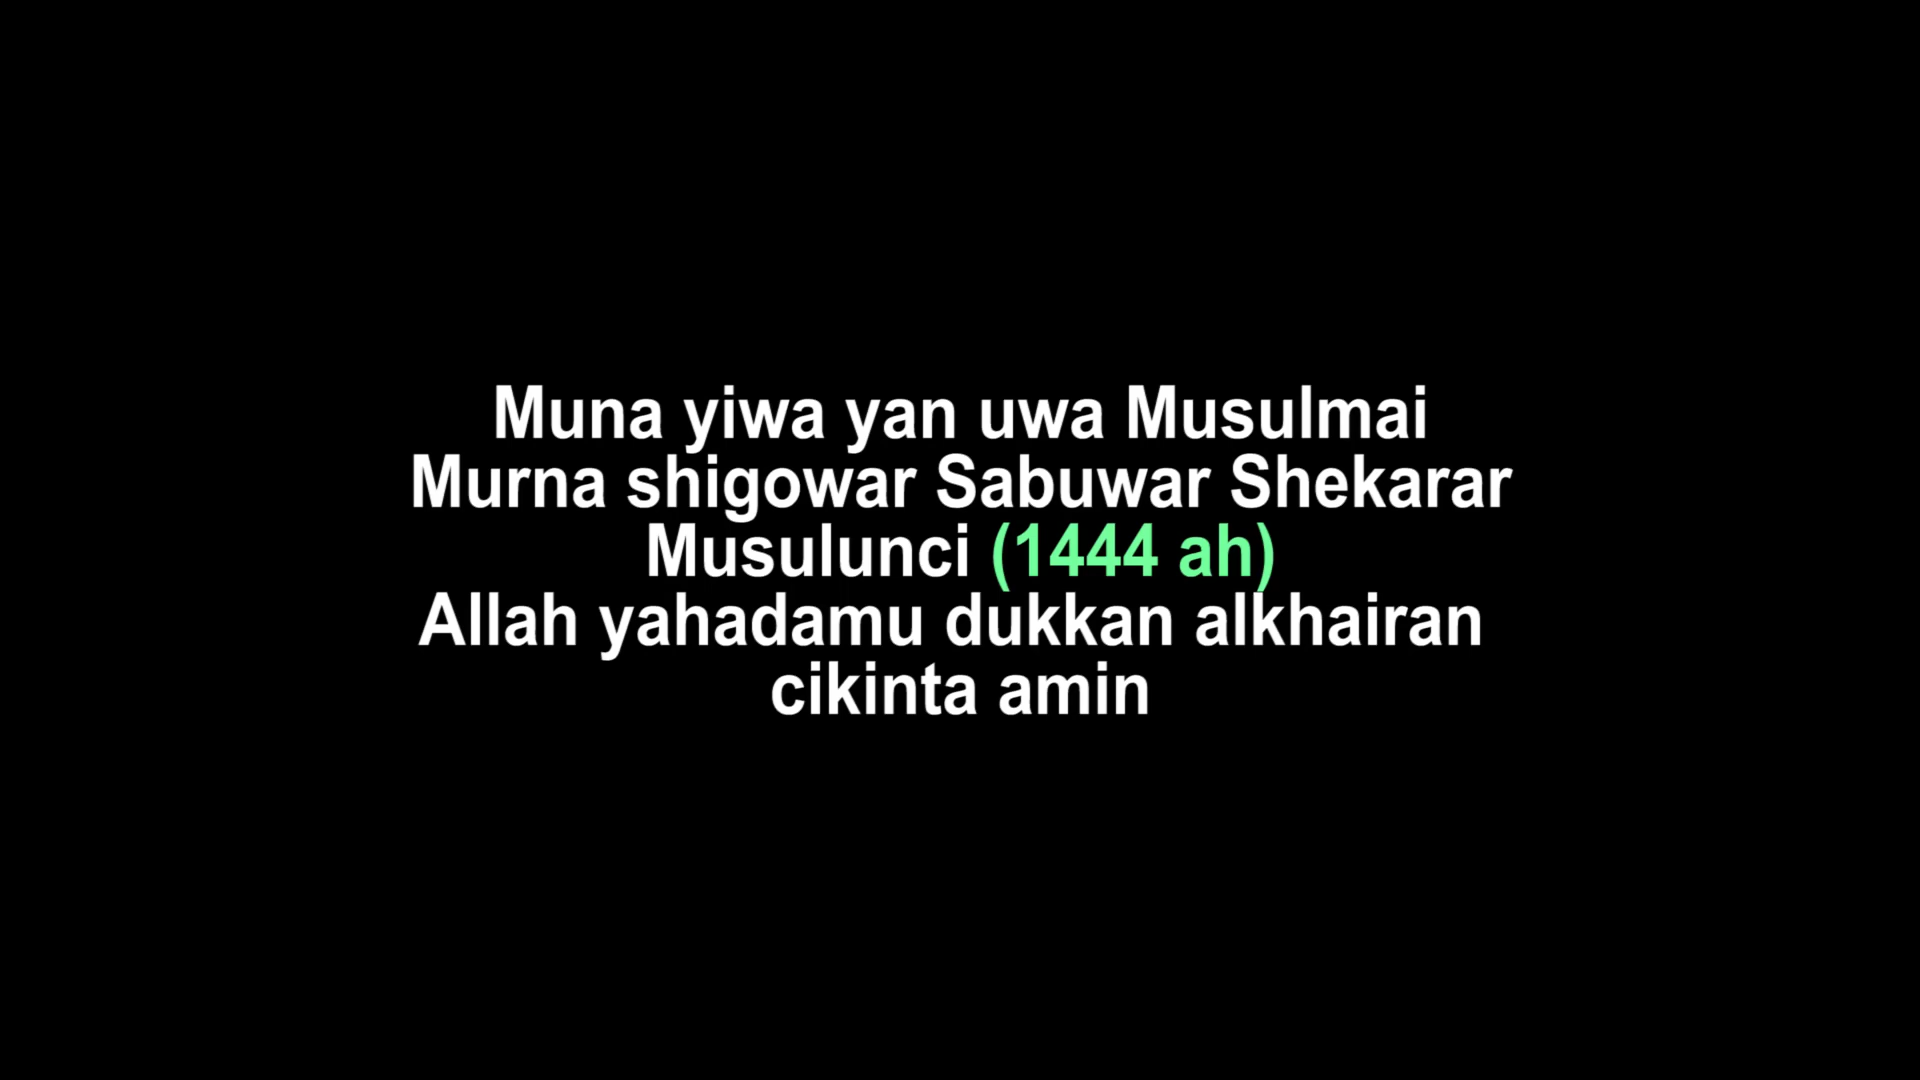 Muna yiwa yan uwa Musulmai
Murna shigowar Sabuwar Shekarar
Musulunci (1444 ah)
Allah yahadamu dukkan alkhairan
cikinta amin